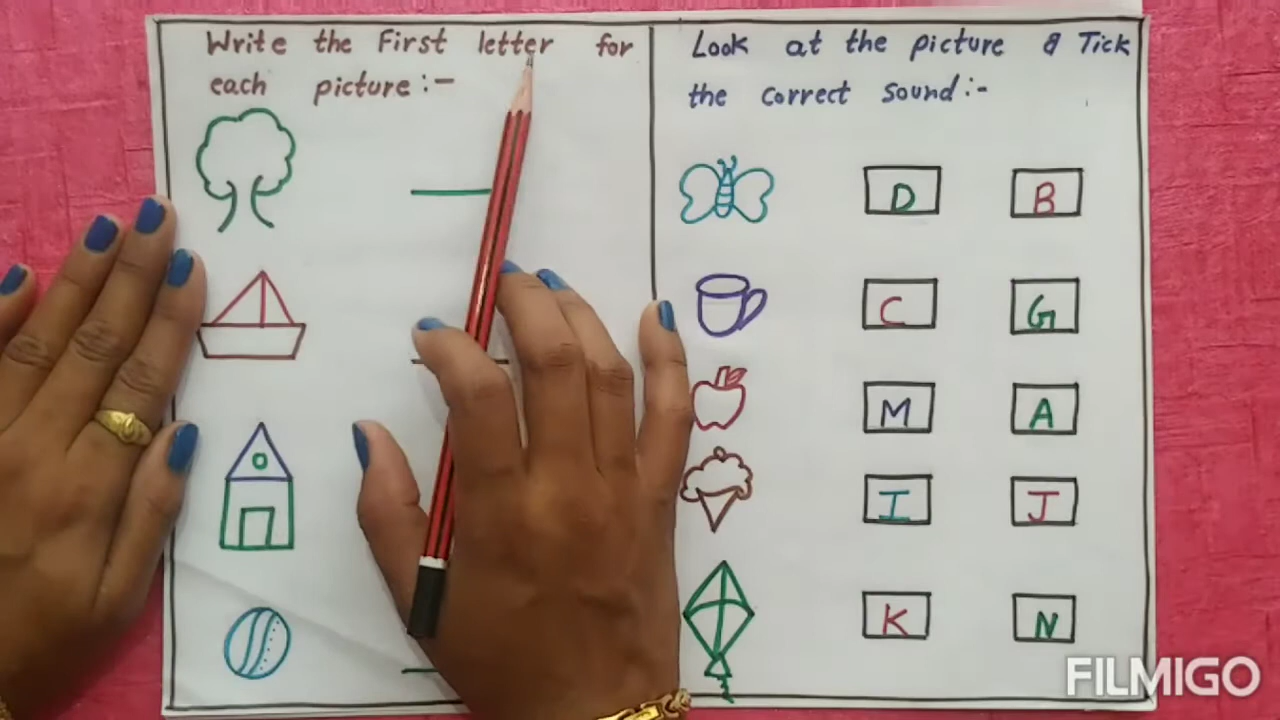 Write the First letter for
each picture:-
Look at the picture & Tick
the correct sound:-
D B
C G
M A
I J
K N
FILMIGO